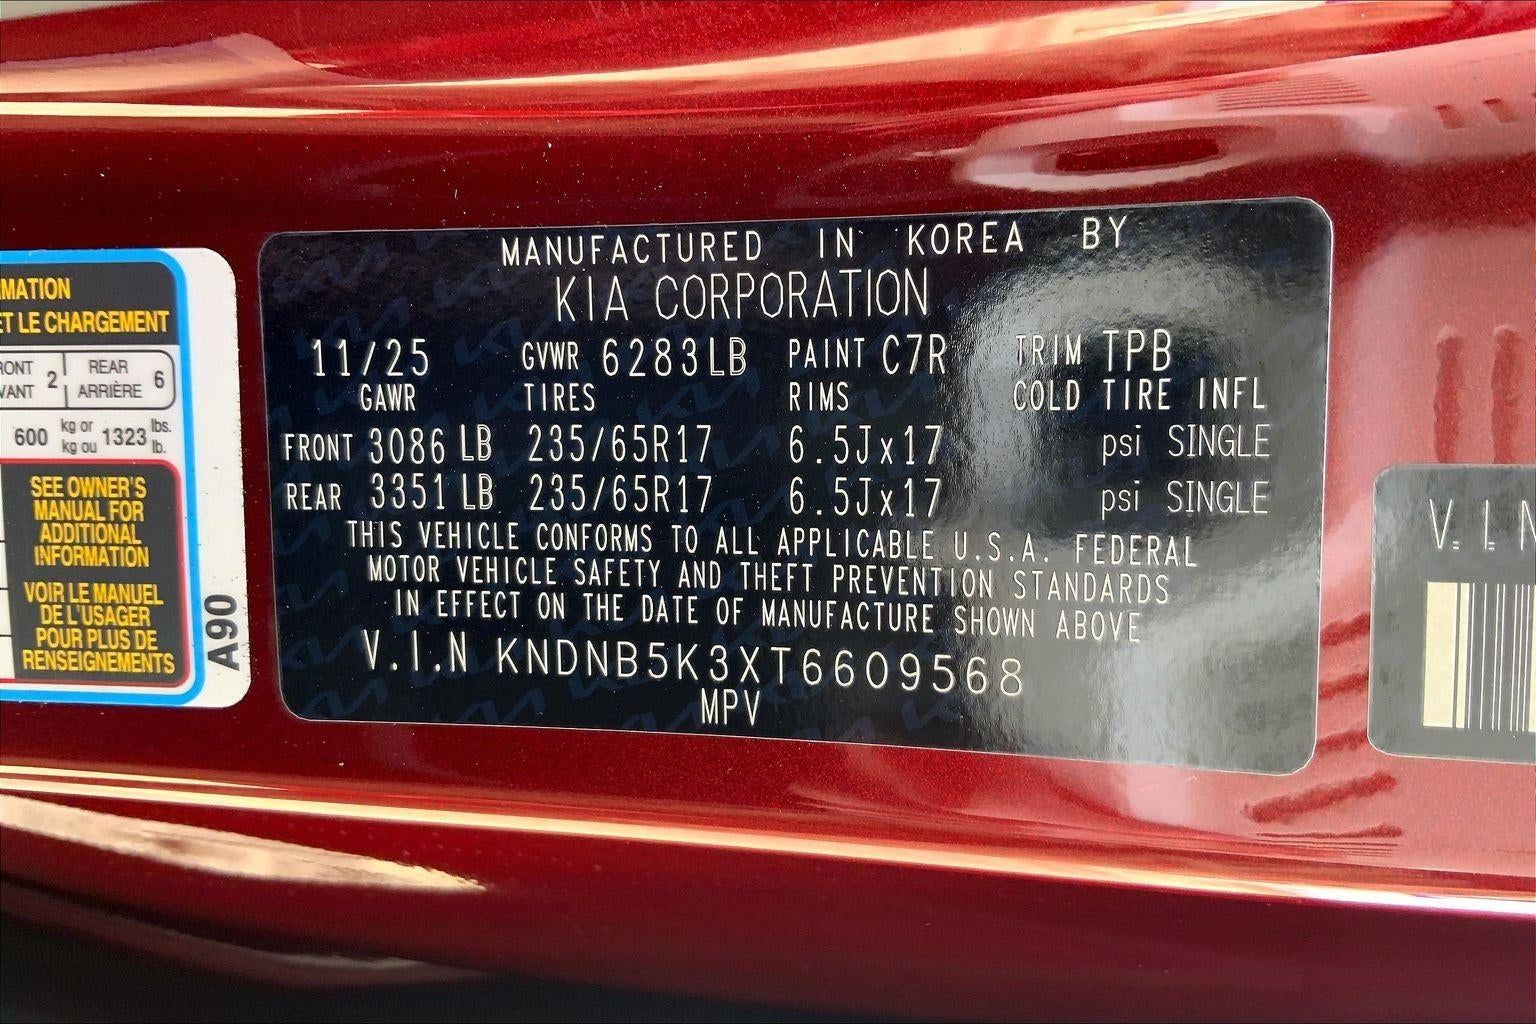 MATION
ET LE CHARGEMENT
RONT
VANT 2
REAR
ARRIÈRE 6
600 kg or
kg ou 1323 lbs.
lb.
SEE OWNER'S
MANUAL FOR
ADDITIONAL
INFORMATION
VOIR LE MANUEL
DE L'USAGER
POUR PLUS DE
RENSEIGNEMENTS
A90
MANUFACTURED IN KOREA BY
KIA CORPORATION
11/25 GVWR 6283LB PAINT C7R TRIM TPB
GAWR TIRES RIMS COLD TIRE INFL
FRONT 3086 LB 235/65R17 6.5Jx17 psi SINGLE
REAR 3351 LB 235/65R17 6.5Jx17 psi SINGLE
THIS VEHICLE CONFORMS TO ALL APPLICABLE U.S.A. FEDERAL
MOTOR VEHICLE SAFETY AND THEFT PREVENTION STANDARDS
IN EFFECT ON THE DATE OF MANUFACTURE SHOWN ABOVE
V.I.N KNDNB5K3XT6609568
MPV
V.I.N